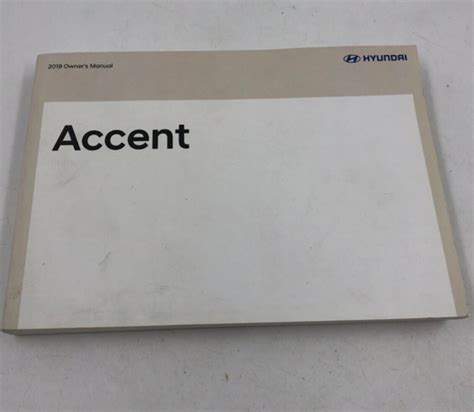 2019 Owner's Manual
HYUNDAI
Accent